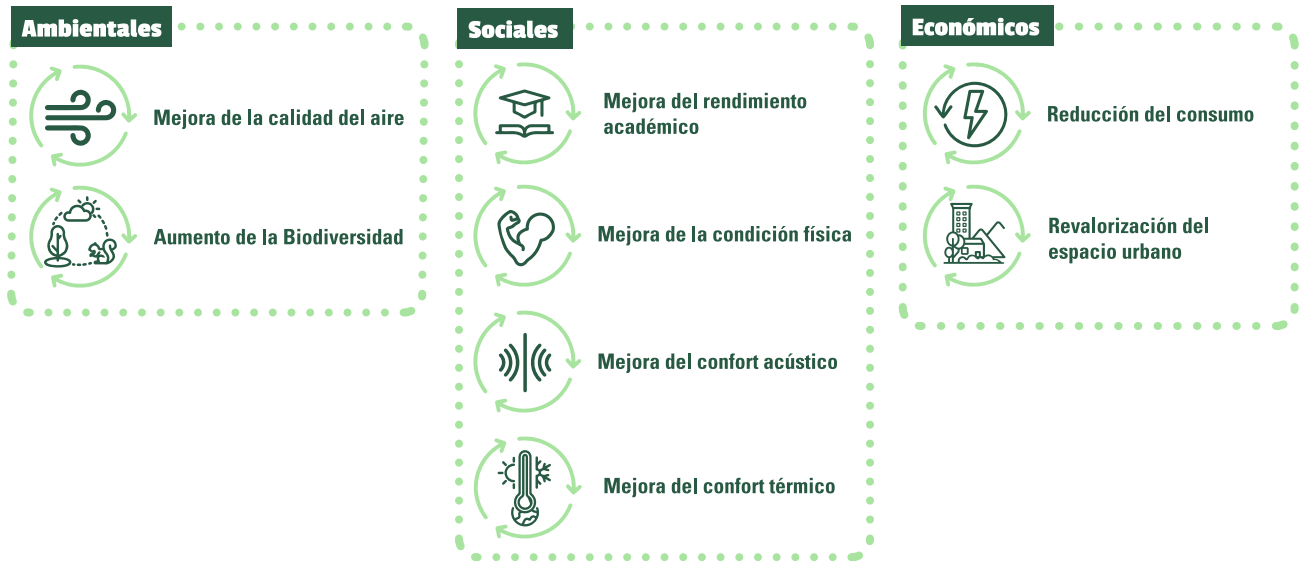 Ambientales
Mejora de la calidad del aire
Aumento de la Biodiversidad
Sociales
Mejora del rendimiento
académico
Mejora de la condición física
Mejora del confort acústico
Mejora del confort térmico
Económicos
Reducción del consumo
Revalorización del
espacio urbano